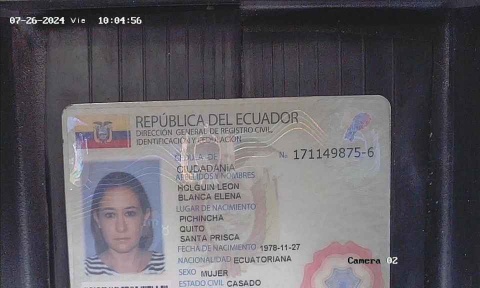 07-26-2024 Vie 10:04:56
REPÚBLICA DEL ECUADOR
DIRECCIÓN GENERAL DE REGISTRO CIVIL,
IDENTIFICACIÓN Y CEDULACIÓN
CÉDULA DE
CIUDADANÍA
No. 171149875-6
APELLIDOS Y NOMBRES
HOLGUIN LEON
BLANCA ELENA
LUGAR DE NACIMIENTO
PICHINCHA
QUITO
SANTA PRISCA
FECHA DE NACIMIENTO 1978-11-27
NACIONALIDAD ECUATORIANA
SEXO MUJER
ESTADO CIVIL CASADO
Camera 02